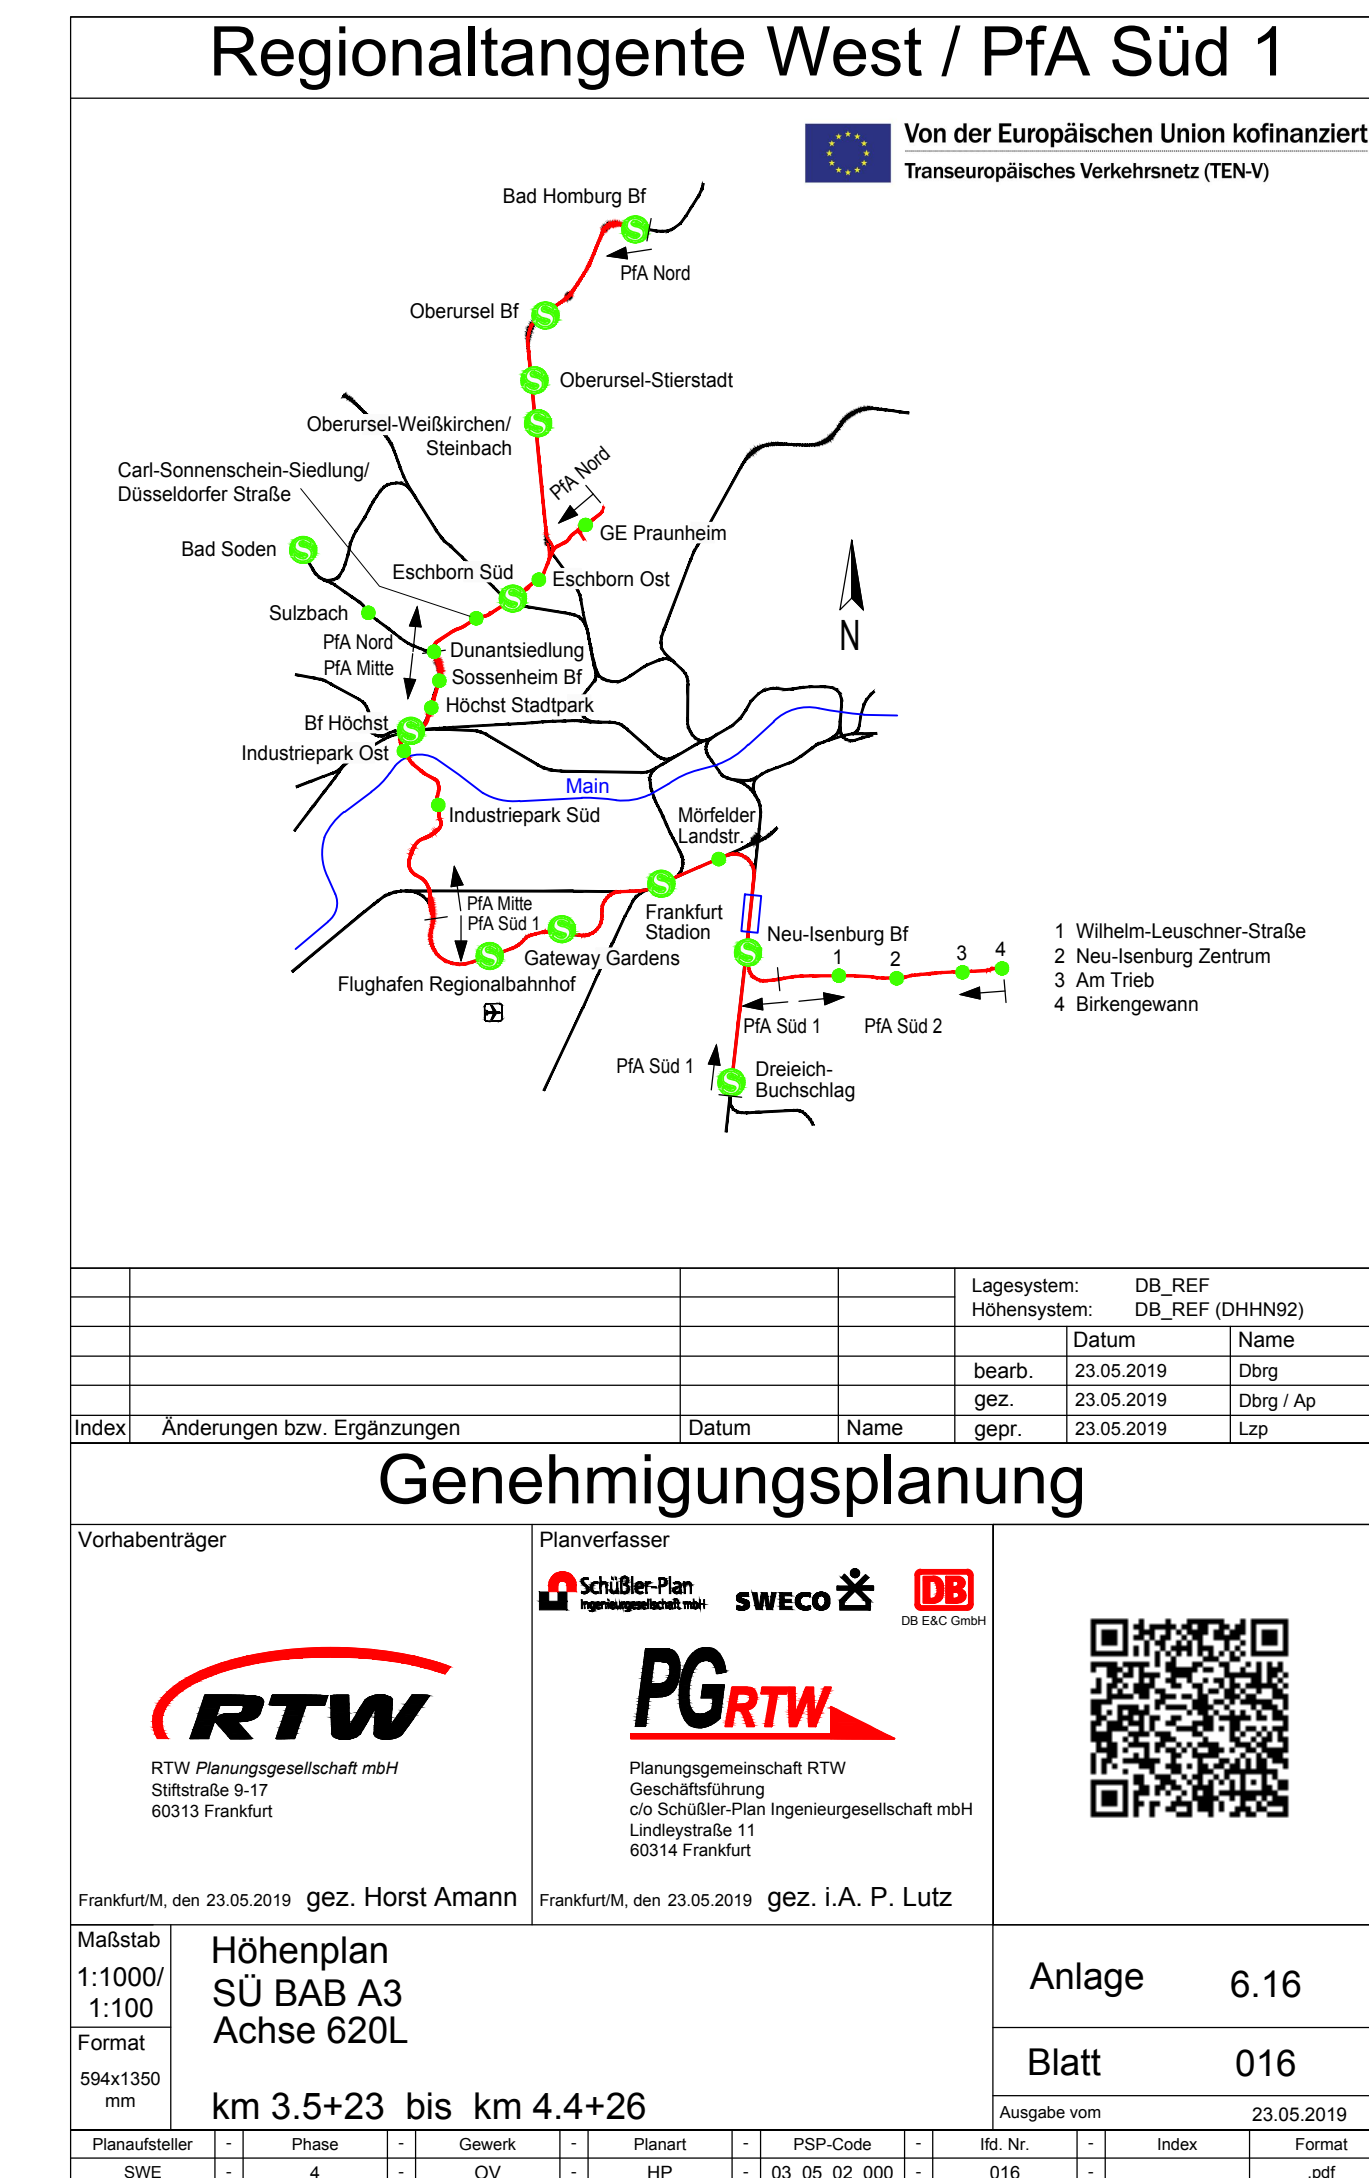 Regionaltangente West / PfA Süd 1
Von der Europäischen Union kofinanziert
Transeuropäisches Verkehrsnetz (TEN-V)
Bad Homburg Bf
PfA Nord
Oberursel Bf
Oberursel-Stierstadt
Oberursel-Weißkirchen/
Steinbach
Carl-Sonnenschein-Siedlung/
Düsseldorfer Straße
PfA Nord
GE Praunheim
Bad Soden
Eschborn Süd
Eschborn Ost
Sulzbach
PfA Nord
PfA Mitte
Dunantsiedlung
Sossenheim Bf
Höchst Stadtpark
N
Bf Höchst
Industriepark Ost
Main
Industriepark Süd
Mörfelder
Landstr.
PfA Mitte
PfA Süd 1
Frankfurt
Stadion
Gateway Gardens
Flughafen Regionalbahnhof
Neu-Isenburg Bf
1 2 3 4
1 Wilhelm-Leuschner-Straße
2 Neu-Isenburg Zentrum
3 Am Trieb
4 Birkengewann
PfA Süd 1 PfA Süd 2
PfA Süd 1
Dreieich-
Buchschlag
Lagesystem: DB_REF
Höhensystem: DB_REF (DHHN92)
Datum Name
bearb. 23.05.2019 Dbrg
gez. 23.05.2019 Dbrg / Ap
Index Änderungen bzw. Ergänzungen Datum Name gepr. 23.05.2019 Lzp
Genehmigungsplanung
Vorhabenträger
RTW
RTW Planungsgesellschaft mbH
Stiftstraße 9-17
60313 Frankfurt
Frankfurt/M, den 23.05.2019 gez. Horst Amann
Planverfasser
Schüßler-Plan
Ingenieurgesellschaft mbH
SWECO
DB
DB E&C GmbH
PG RTW
Planungsgemeinschaft RTW
Geschäftsführung
c/o Schüßler-Plan Ingenieurgesellschaft mbH
Lindleystraße 11
60314 Frankfurt
Frankfurt/M, den 23.05.2019 gez. i.A. P. Lutz
Maßstab
1:1000/
1:100
Format
594x1350
mm
Höhenplan
SÜ BAB A3
Achse 620L
km 3.5+23 bis km 4.4+26
Anlage 6.16
Blatt 016
Ausgabe vom 23.05.2019
Planaufsteller - Phase - Gewerk - Planart - PSP-Code - lfd. Nr. - Index Format
SWE - 4 - OV - HP - 03_05_02_000 - 016 - .pdf